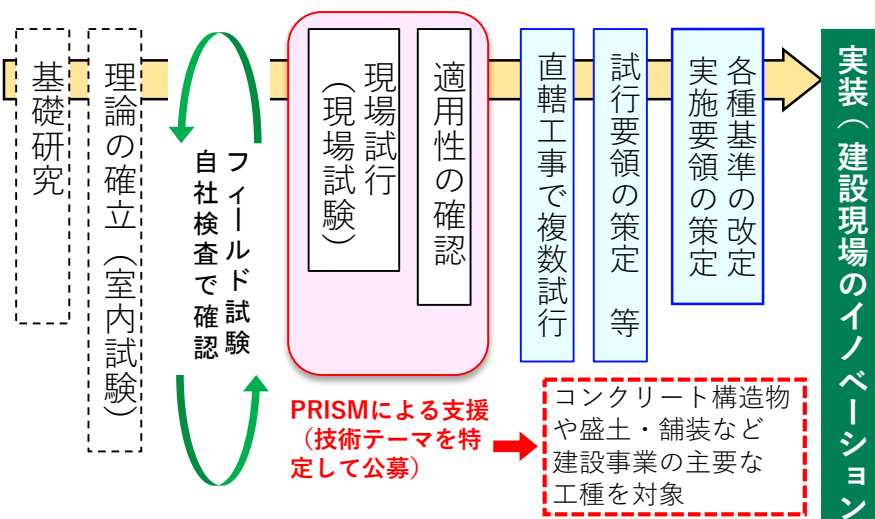 基礎研究
理論の確立（室内試験）
フィールド試験
自社検査で確認
現場試行
（現場試験）
適用性の確認
直轄工事で複数試行
試行要領の策定　等
各種基準の改定
実施要領の策定
実装（建設現場のイノベーション
PRISMによる支援
（技術テーマを特
定して公募）
コンクリート構造物
や盛土・舗装など
建設事業の主要な
工種を対象